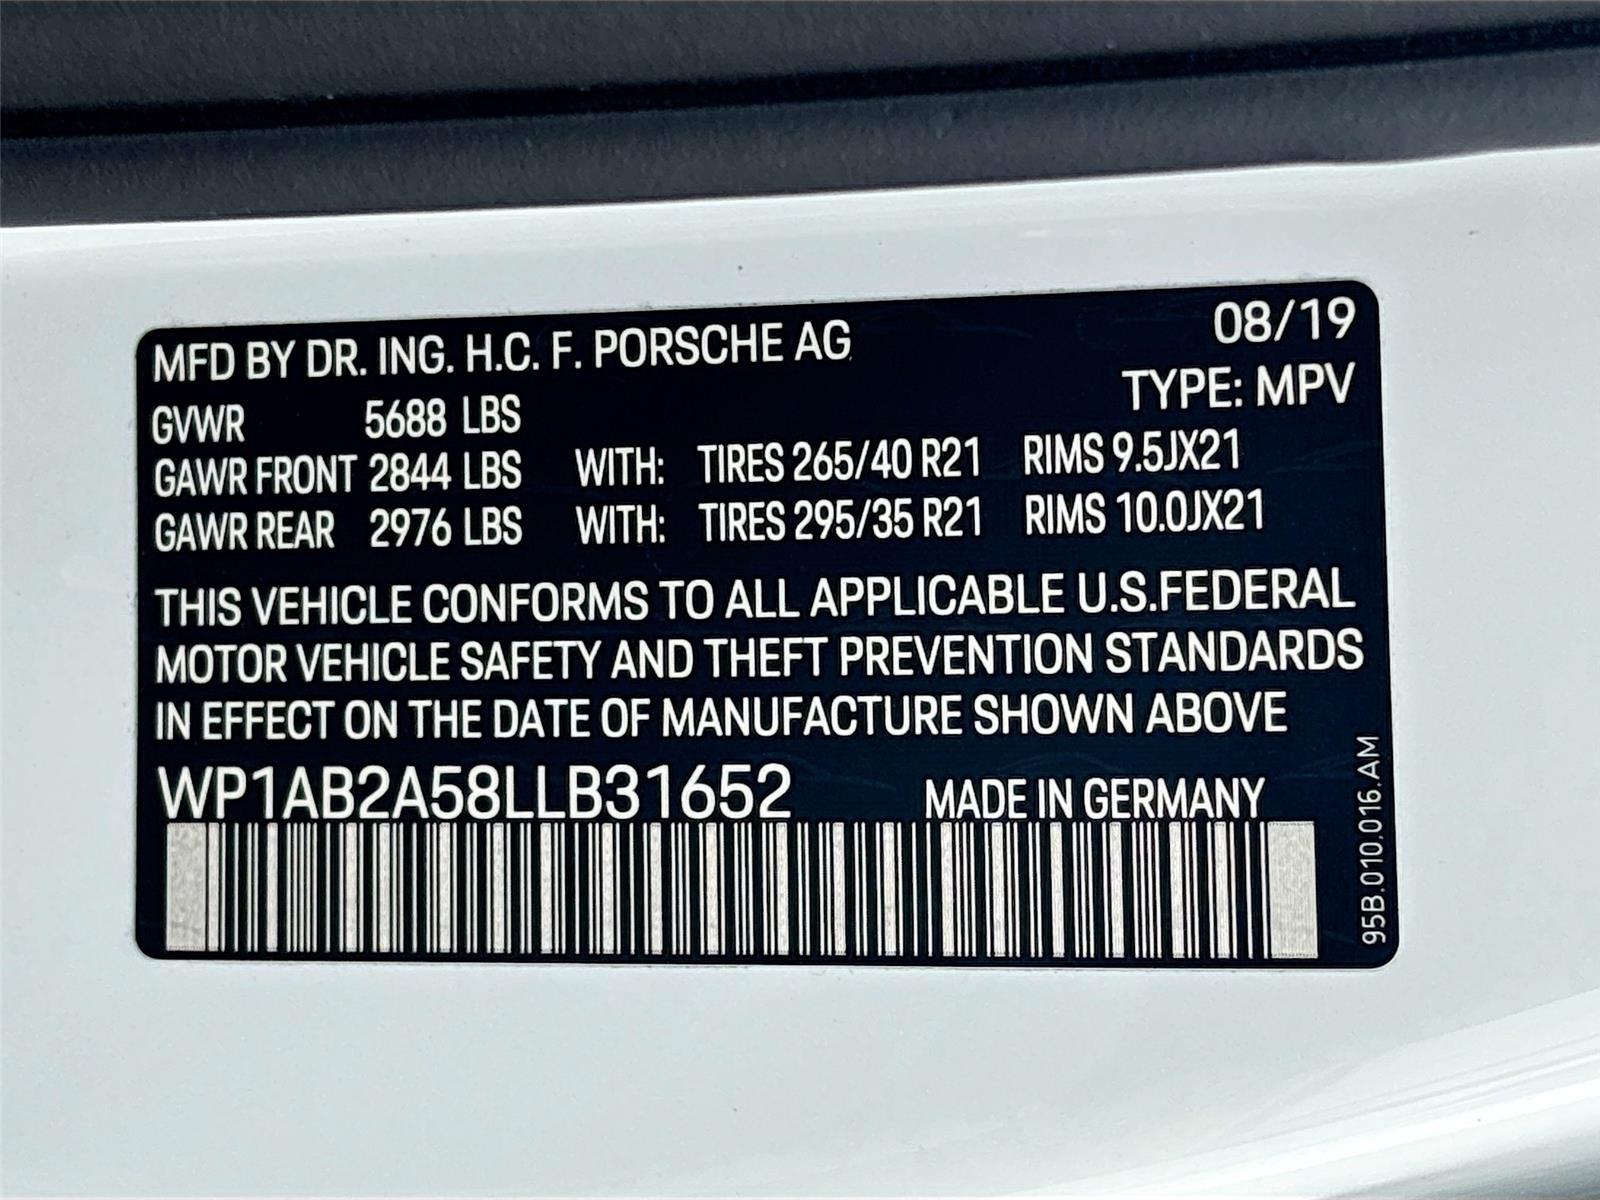 MFD BY DR. ING. H.C. F. PORSCHE AG 08/19
TYPE: MPV
GVWR 5688 LBS
GAWR FRONT 2844 LBS WITH: TIRES 265/40 R21 RIMS 9.5JX21
GAWR REAR 2976 LBS WITH: TIRES 295/35 R21 RIMS 10.0JX21
THIS VEHICLE CONFORMS TO ALL APPLICABLE U.S.FEDERAL
MOTOR VEHICLE SAFETY AND THEFT PREVENTION STANDARDS
IN EFFECT ON THE DATE OF MANUFACTURE SHOWN ABOVE
WP1AB2A58LLB31652 MADE IN GERMANY
95B.010.016.AM